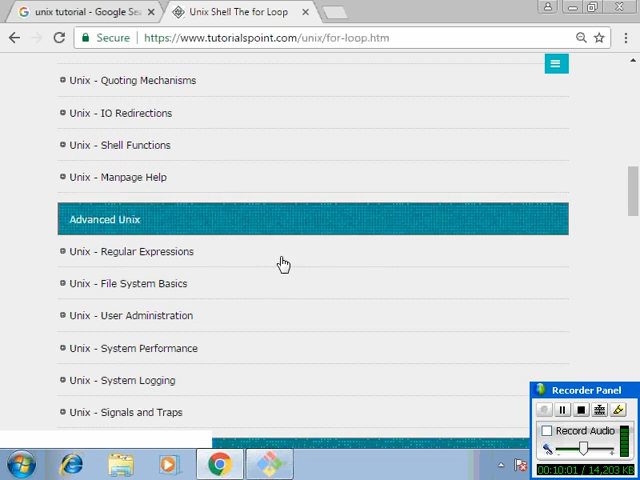 unix tutorial - Google Se
Unix Shell The for Loop
Secure
https://www.tutorialspoint.com/unix/for-loop.htm
Unix - Quoting Mechanisms
Unix - IO Redirections
Unix - Shell Functions
Unix - Manpage Help
Advanced Unix
Unix - Regular Expressions
Unix - File System Basics
Unix - User Administration
Unix - System Performance
Unix - System Logging
Unix - Signals and Traps
Recorder Panel
Record Audio
00:10:01 / 14,203 KB